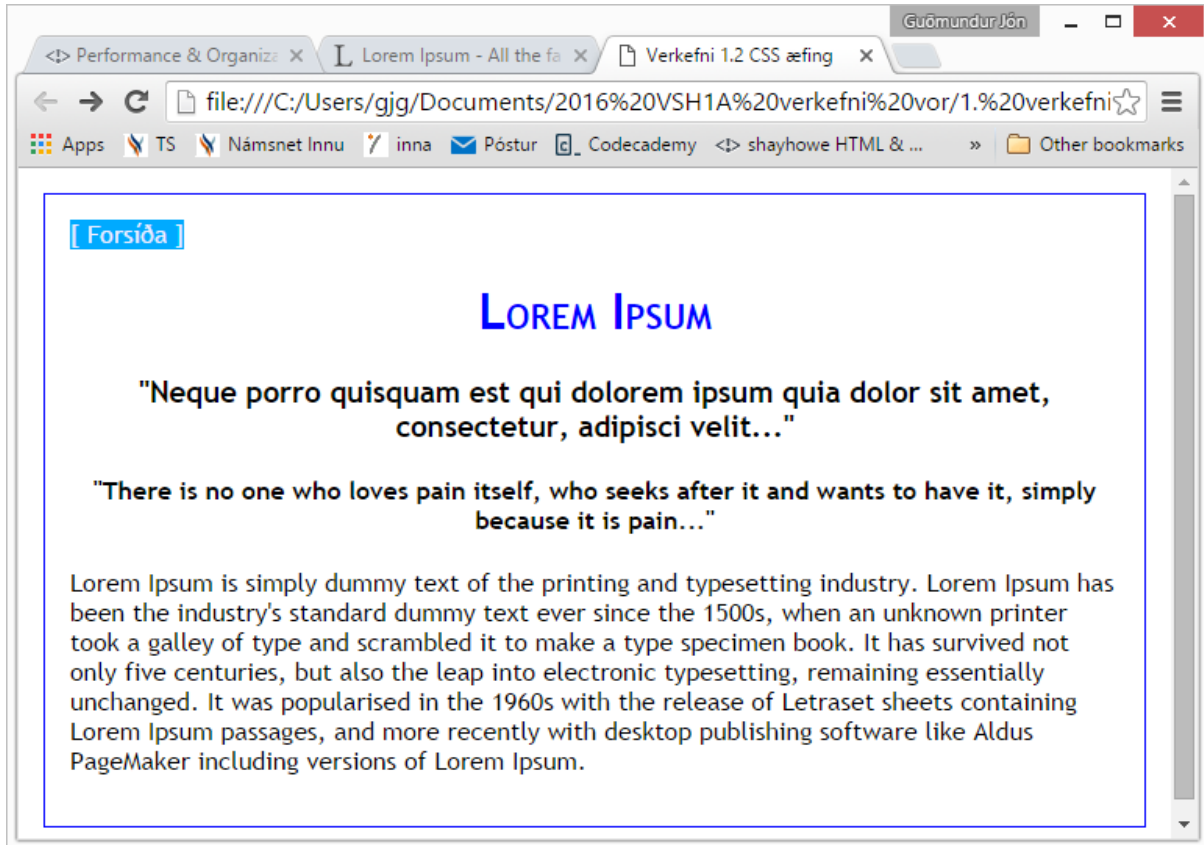 Guðmundur Jón
Performance & Organiza
Lorem Ipsum - All the fa
Verkefni 1.2 CSS æfing
file:///C:/Users/gjg/Documents/2016%20VSH1A%20verkefni%20vor/1.%20verkefni
Apps TS Námsnet Innu inna Póstur Codecademy shayhowe HTML & ... » Other bookmarks
[ Forsíða ]
Lorem Ipsum
"Neque porro quisquam est qui dolorem ipsum quia dolor sit amet,
consectetur, adipisci velit..."
"There is no one who loves pain itself, who seeks after it and wants to have it, simply
because it is pain..."
Lorem Ipsum is simply dummy text of the printing and typesetting industry. Lorem Ipsum has
been the industry's standard dummy text ever since the 1500s, when an unknown printer
took a galley of type and scrambled it to make a type specimen book. It has survived not
only five centuries, but also the leap into electronic typesetting, remaining essentially
unchanged. It was popularised in the 1960s with the release of Letraset sheets containing
Lorem Ipsum passages, and more recently with desktop publishing software like Aldus
PageMaker including versions of Lorem Ipsum.